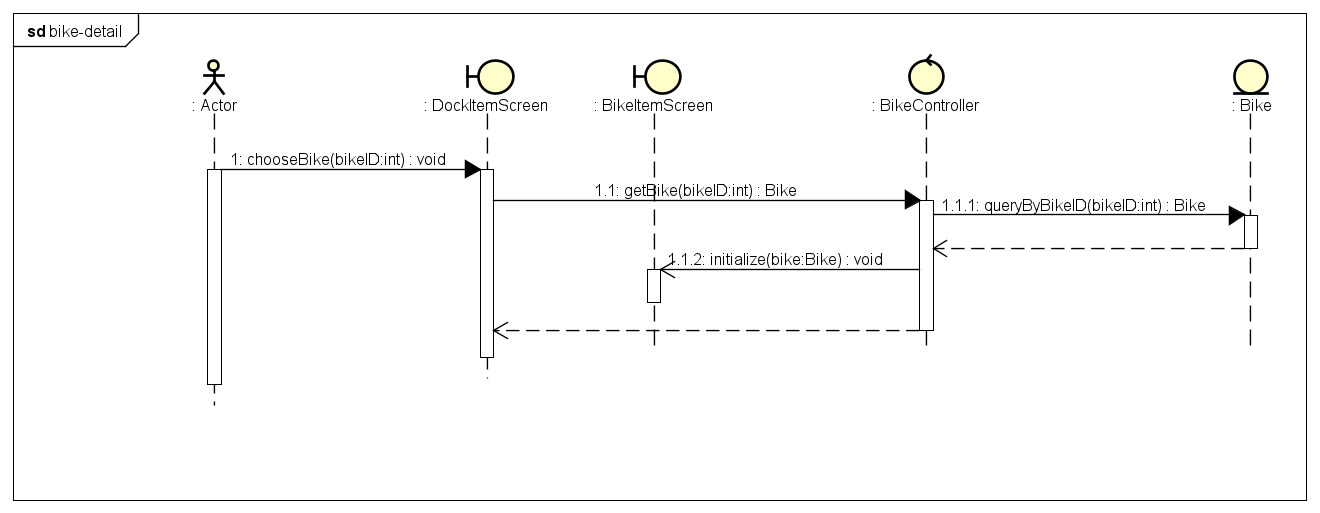 sd bike-detail
: Actor
: DockItemScreen
: BikeItemScreen
: BikeController
: Bike
1: chooseBike(bikeID:int) : void
1.1: getBike(bikeID:int) : Bike
1.1.1: queryByBikeID(bikeID:int) : Bike
1.1.2: initialize(bike:Bike) : void